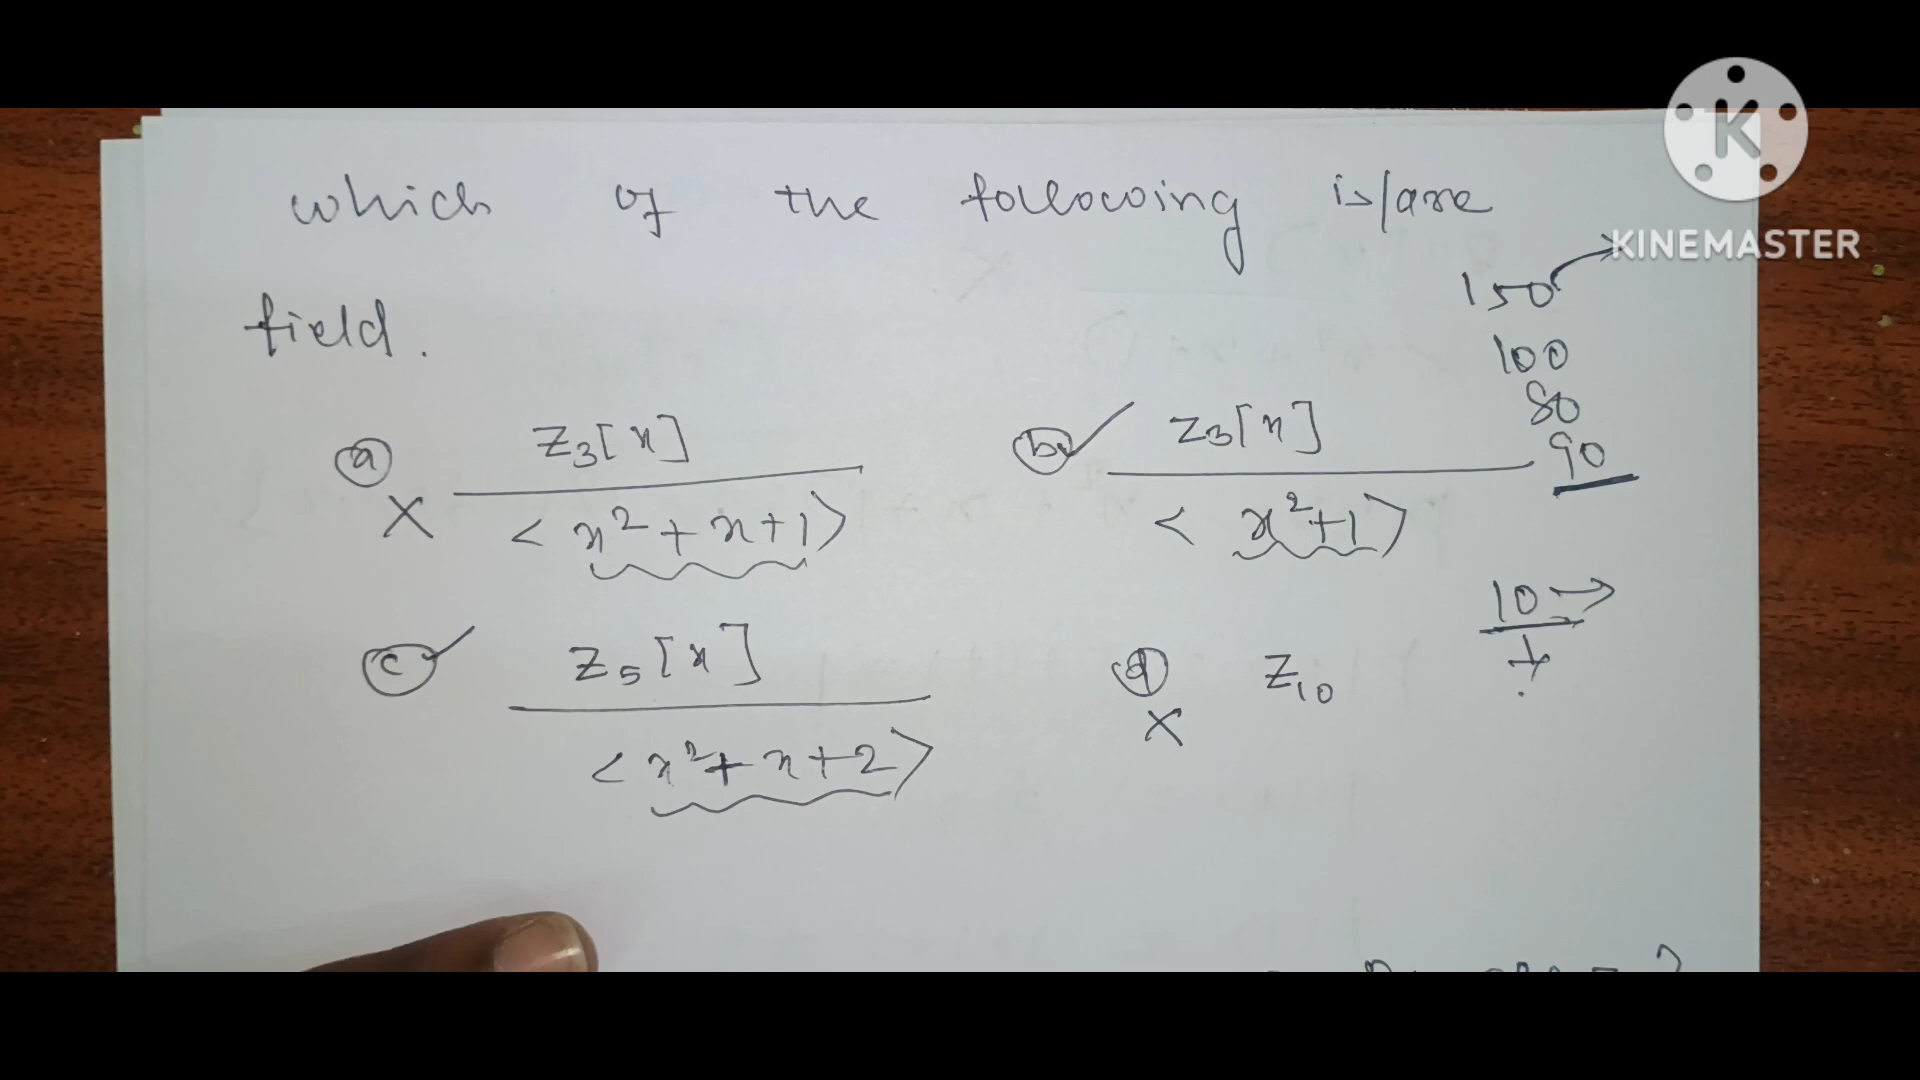 which of the following is/are
KINEMASTER
150
field.
100
80
90
a Z3[x] b Z3[x]
X < x²+x+1> < x²+1>
10
c Z5[x] d Z10
X
<x²+x+2>